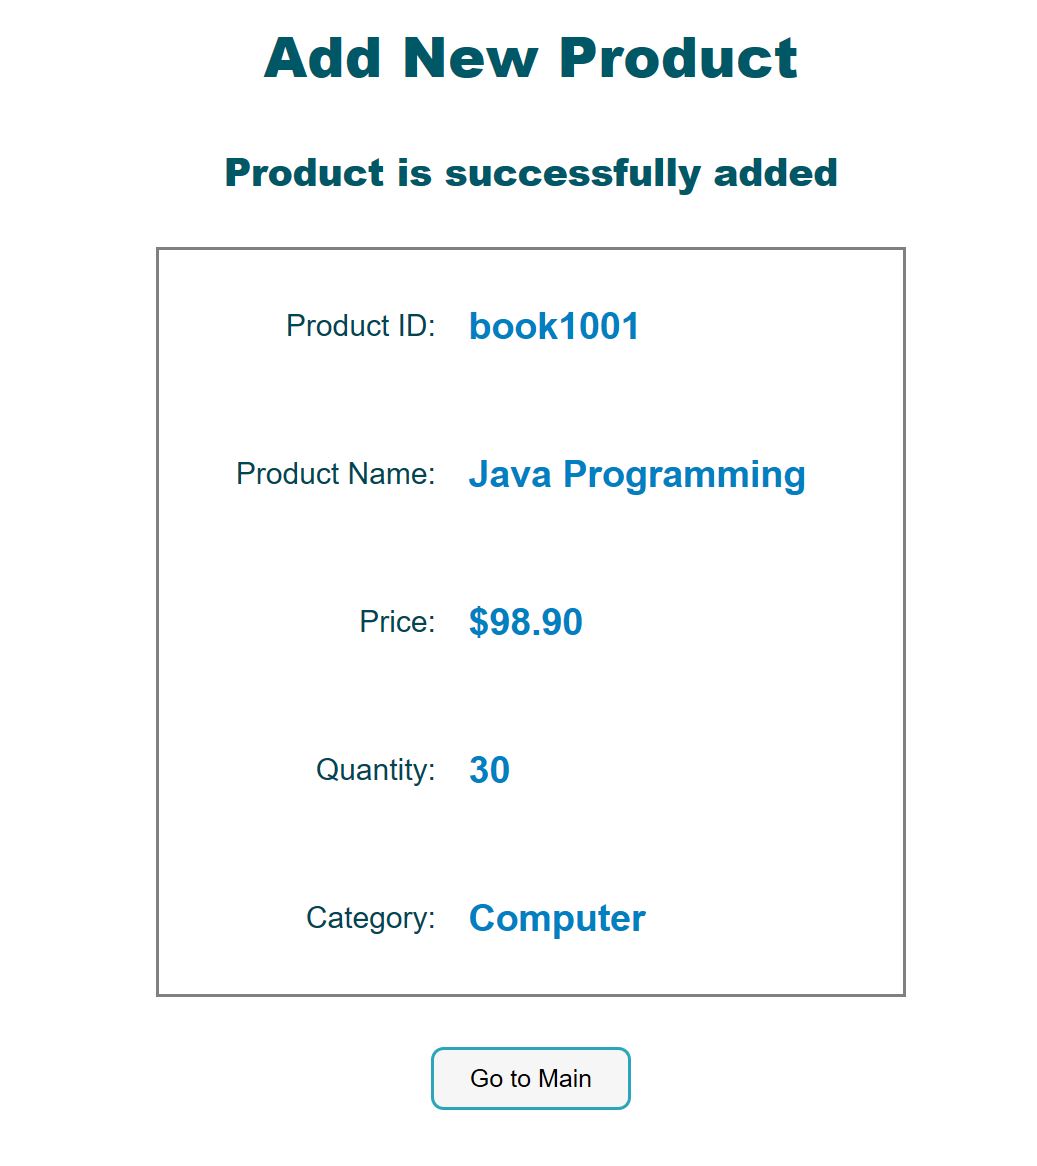 Add New Product
Product is successfully added
Product ID: book1001
Product Name: Java Programming
Price: $98.90
Quantity: 30
Category: Computer
Go to Main